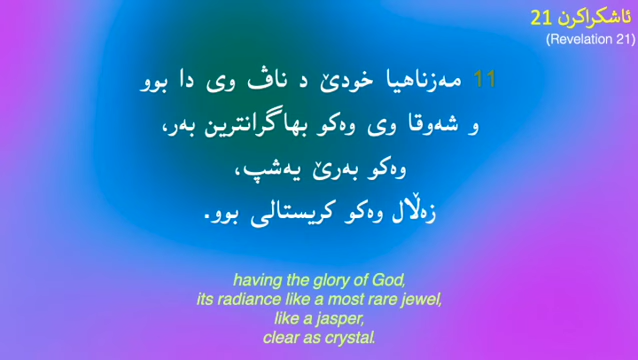 ئاشکراکرن 21
(Revelation 21)
11 مەزناهیا خودێ د ناڤ وی دا بوو
و شەوقا وی وەکو بهاگرانترین بەر،
وەکو بەرێ یەشپ،
زەلال وەکو کریستالی بوو.
having the glory of God,
its radiance like a most rare jewel,
like a jasper,
clear as crystal.